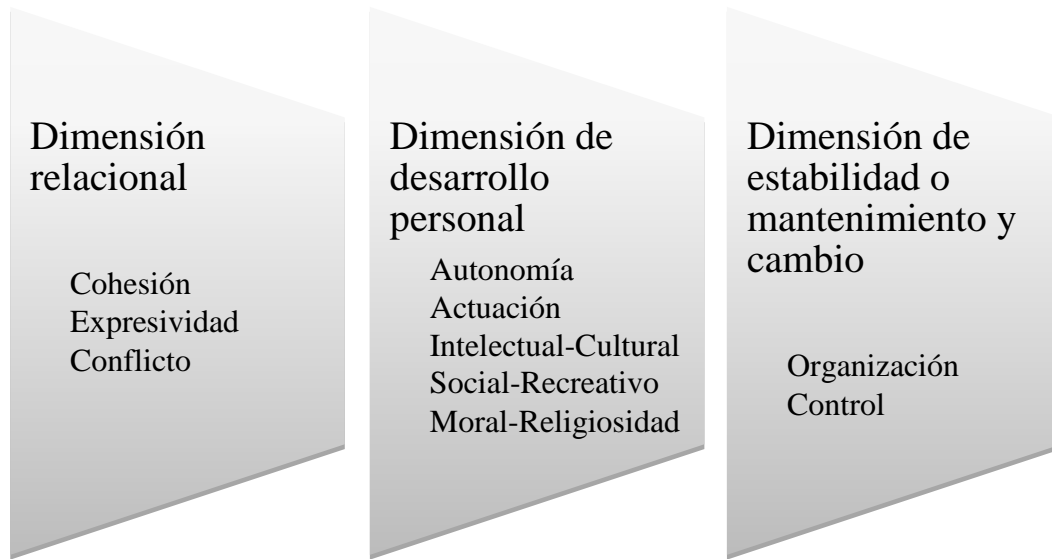 Dimensión
relacional
Cohesión
Expresividad
Conflicto
Dimensión de
desarrollo
personal
Autonomía
Actuación
Intelectual-Cultural
Social-Recreativo
Moral-Religiosidad
Dimensión de
estabilidad o
mantenimiento y
cambio
Organización
Control